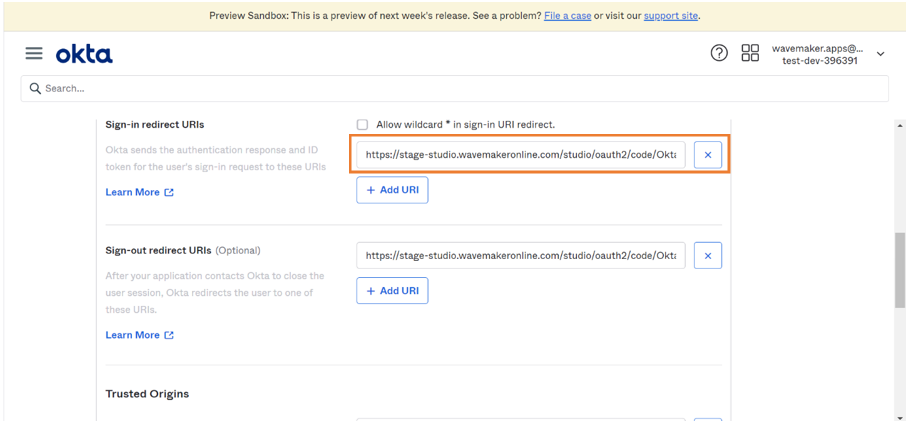 Preview Sandbox: This is a preview of next week's release. See a problem? File a case or visit our support site.
okta
wavemaker.apps@...
test-dev-396391
Search...
Sign-in redirect URIs
Allow wildcard * in sign-in URI redirect.
Okta sends the authentication response and ID
token for the user's sign-in request to these URIs
https://stage-studio.wavemakeronline.com/studio/oauth2/code/Okta
Learn More
+ Add URI
Sign-out redirect URIs (Optional)
https://stage-studio.wavemakeronline.com/studio/oauth2/code/Okta
After your application contacts Okta to close the
user session, Okta redirects the user to one of
these URIs.
+ Add URI
Learn More
Trusted Origins